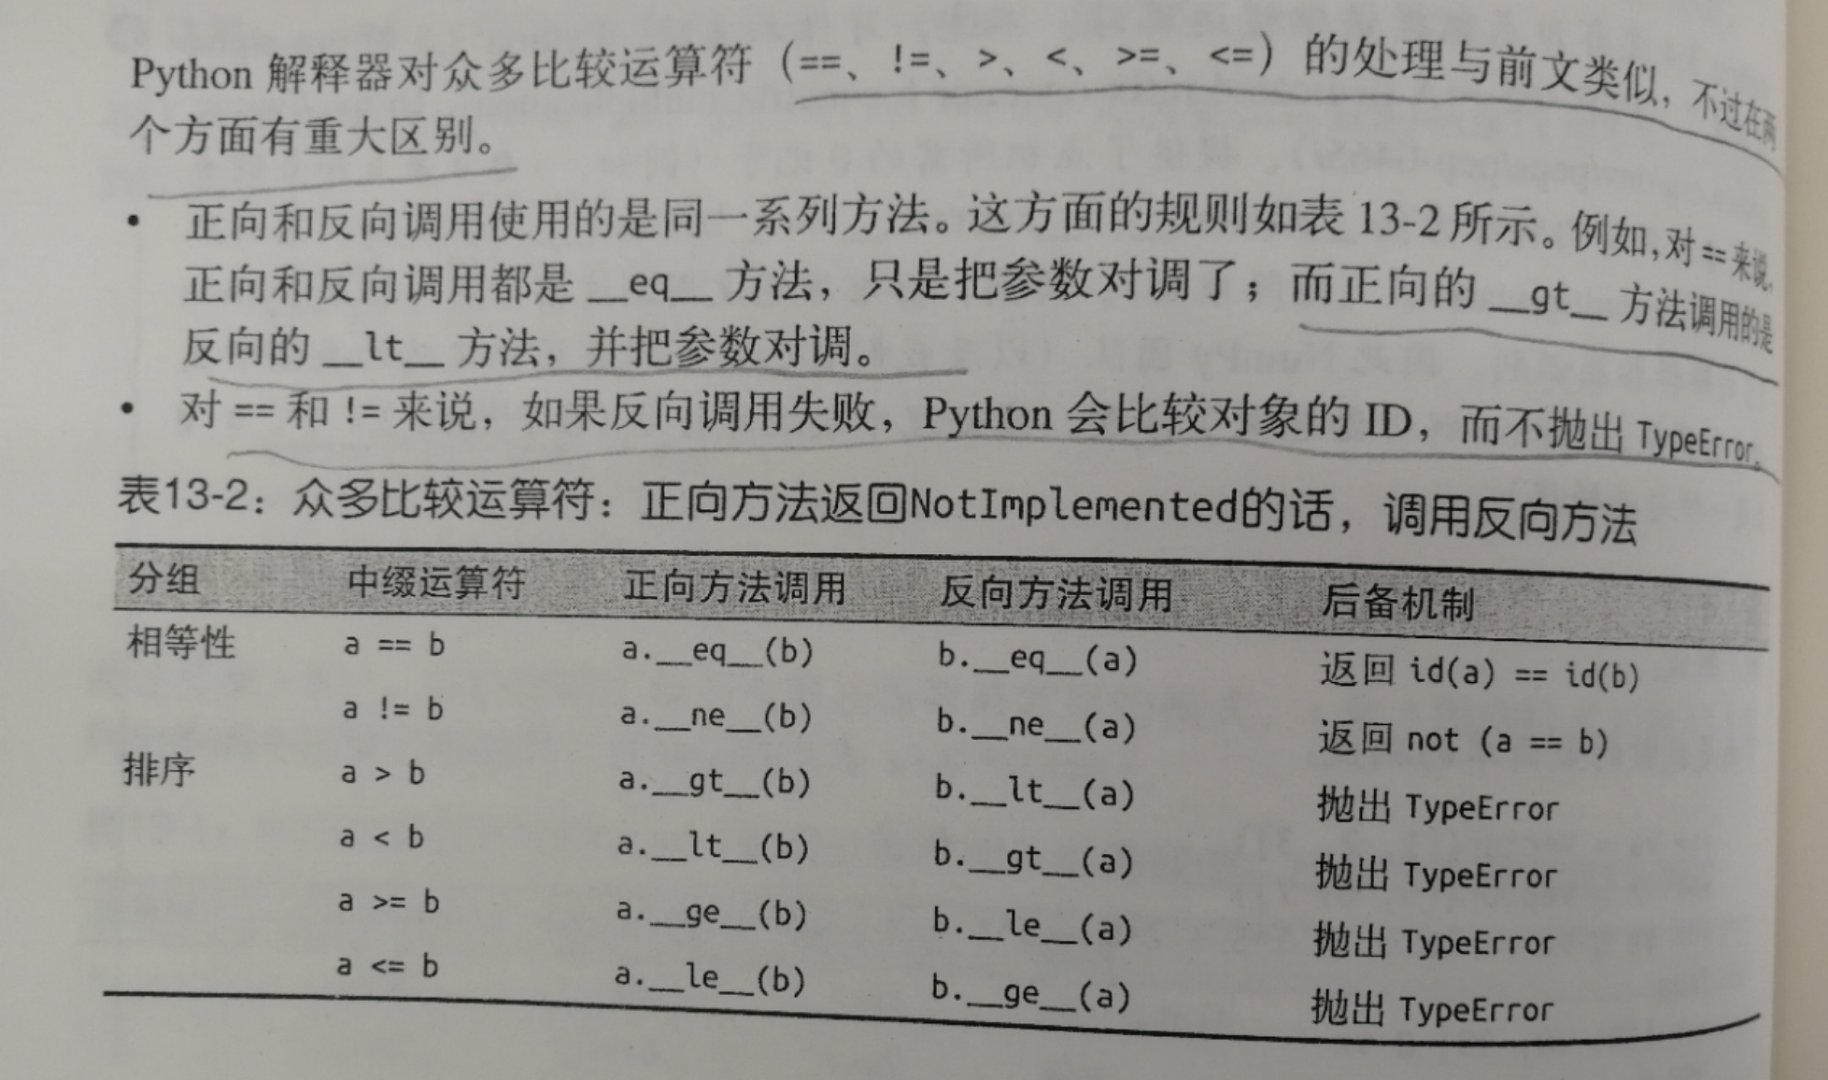 Python 解释器对众多比较运算符（==、!=、>、<、>=、<=）的处理与前文类似，不过在两
个方面有重大区别。
• 正向和反向调用使用的是同一系列方法。这方面的规则如表 13-2 所示。例如，对 == 来说，
正向和反向调用都是 __eq__ 方法，只是把参数对调了；而正向的 __gt__ 方法调用的是
反向的 __lt__ 方法，并把参数对调。
• 对 == 和 != 来说，如果反向调用失败，Python 会比较对象的 ID，而不抛出 TypeError。
表13-2：众多比较运算符：正向方法返回NotImplemented的话，调用反向方法
分组 中缀运算符 正向方法调用 反向方法调用 后备机制
相等性 a == b a.__eq__(b) b.__eq__(a) 返回 id(a) == id(b)
a != b a.__ne__(b) b.__ne__(a) 返回 not (a == b)
排序 a > b a.__gt__(b) b.__lt__(a) 抛出 TypeError
a < b a.__lt__(b) b.__gt__(a) 抛出 TypeError
a >= b a.__ge__(b) b.__le__(a) 抛出 TypeError
a <= b a.__le__(b) b.__ge__(a) 抛出 TypeError